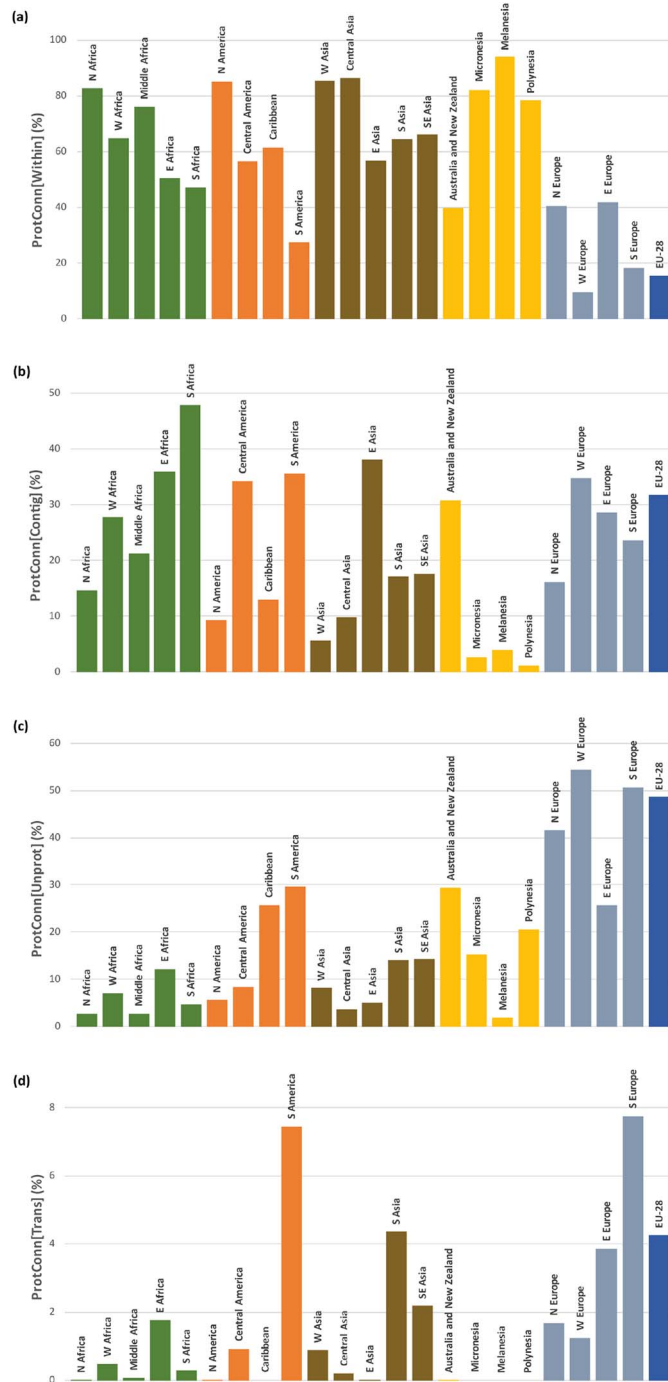 (a)
ProtConn[Within] (%)
100
80
60
40
20
0
N Africa
W Africa
Middle Africa
E Africa
S Africa
N America
Central America
Caribbean
S America
W Asia
Central Asia
E Asia
S Asia
SE Asia
Australia and New Zealand
Micronesia
Melanesia
Polynesia
N Europe
W Europe
E Europe
S Europe
EU-28
(b)
ProtConn[Contig] (%)
50
40
30
20
10
0
N Africa
W Africa
Middle Africa
E Africa
S Africa
N America
Central America
Caribbean
S America
W Asia
Central Asia
E Asia
S Asia
SE Asia
Australia and New Zealand
Micronesia
Melanesia
Polynesia
N Europe
W Europe
E Europe
S Europe
EU-28
(c)
ProtConn[Unprot] (%)
60
50
40
30
20
10
0
N Africa
W Africa
Middle Africa
E Africa
S Africa
N America
Central America
Caribbean
S America
W Asia
Central Asia
E Asia
S Asia
SE Asia
Australia and New Zealand
Micronesia
Melanesia
Polynesia
N Europe
W Europe
E Europe
S Europe
EU-28
(d)
ProtConn[Trans] (%)
8
6
4
2
0
N Africa
W Africa
Middle Africa
E Africa
S Africa
N America
Central America
Caribbean
S America
W Asia
Central Asia
E Asia
S Asia
SE Asia
Australia and New Zealand
Micronesia
Melanesia
Polynesia
N Europe
W Europe
E Europe
S Europe
EU-28